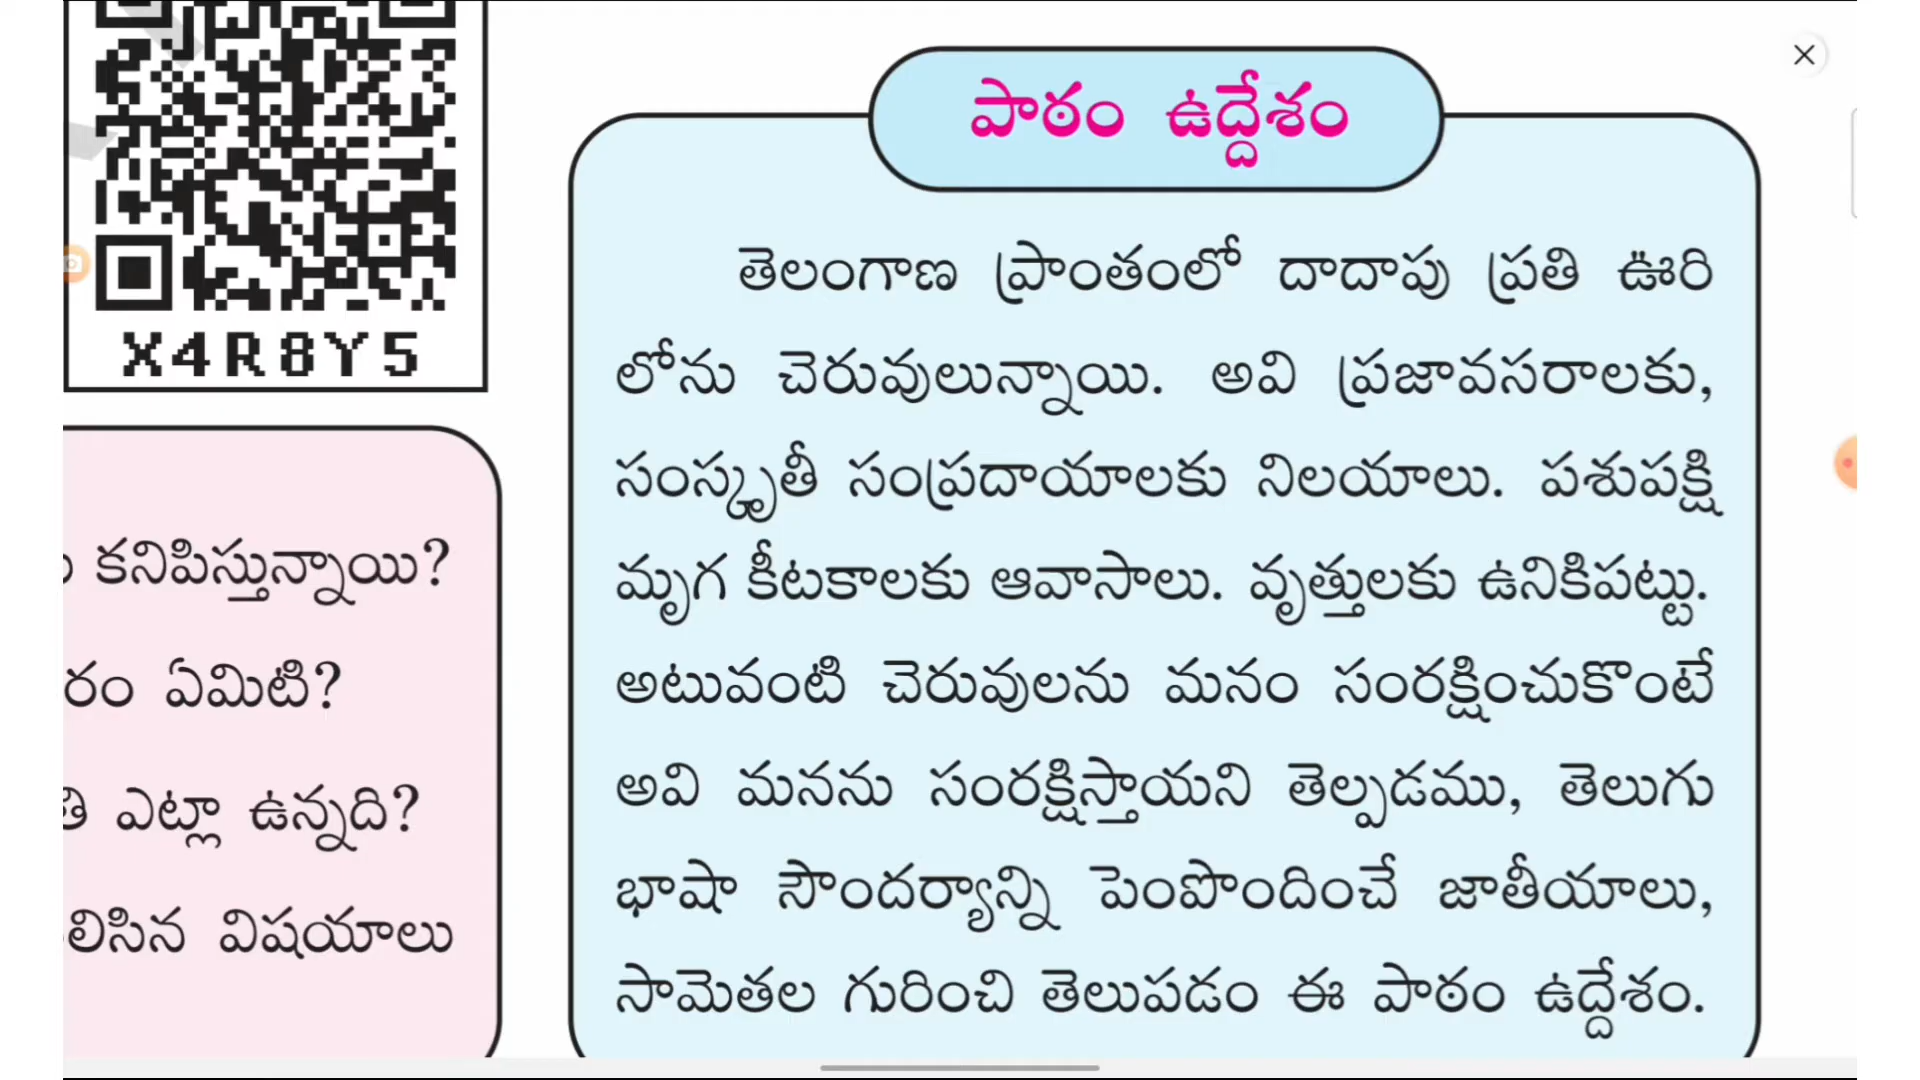 X4R8Y5
కనిపిస్తున్నాయి?
ఏమిటి?
ఎట్లా ఉన్నది?
విషయాలు
పాఠం ఉద్దేశం
తెలంగాణ ప్రాంతంలో దాదాపు ప్రతి ఊరి
లోను చెరువులున్నాయి. అవి ప్రజావసరాలకు,
సంస్కృతీ సంప్రదాయాలకు నిలయాలు. పశుపక్షి
మృగ కీటకాలకు ఆవాసాలు. వృత్తులకు ఉనికిపట్టు.
అటువంటి చెరువులను మనం సంరక్షించుకొంటే
అవి మనను సంరక్షిస్తాయని తెల్పడము, తెలుగు
భాషా సౌందర్యాన్ని పెంపొందించే జాతీయాలు,
సామెతల గురించి తెలుపడం ఈ పాఠం ఉద్దేశం.